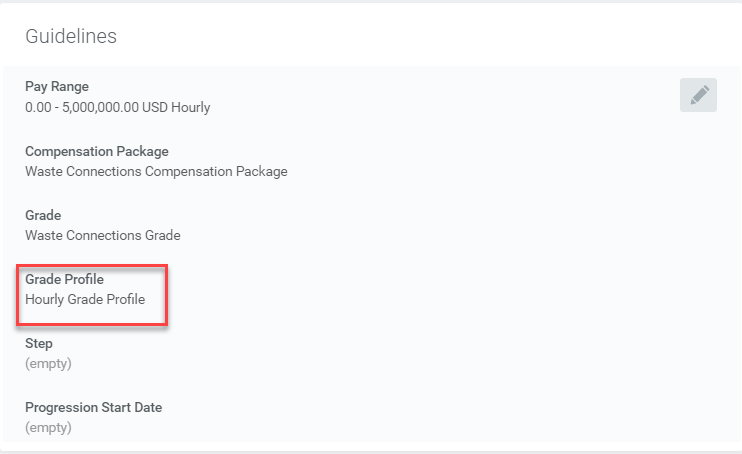 Guidelines
Pay Range
0.00 - 5,000,000.00 USD Hourly
Compensation Package
Waste Connections Compensation Package
Grade
Waste Connections Grade
Grade Profile
Hourly Grade Profile
Step
(empty)
Progression Start Date
(empty)